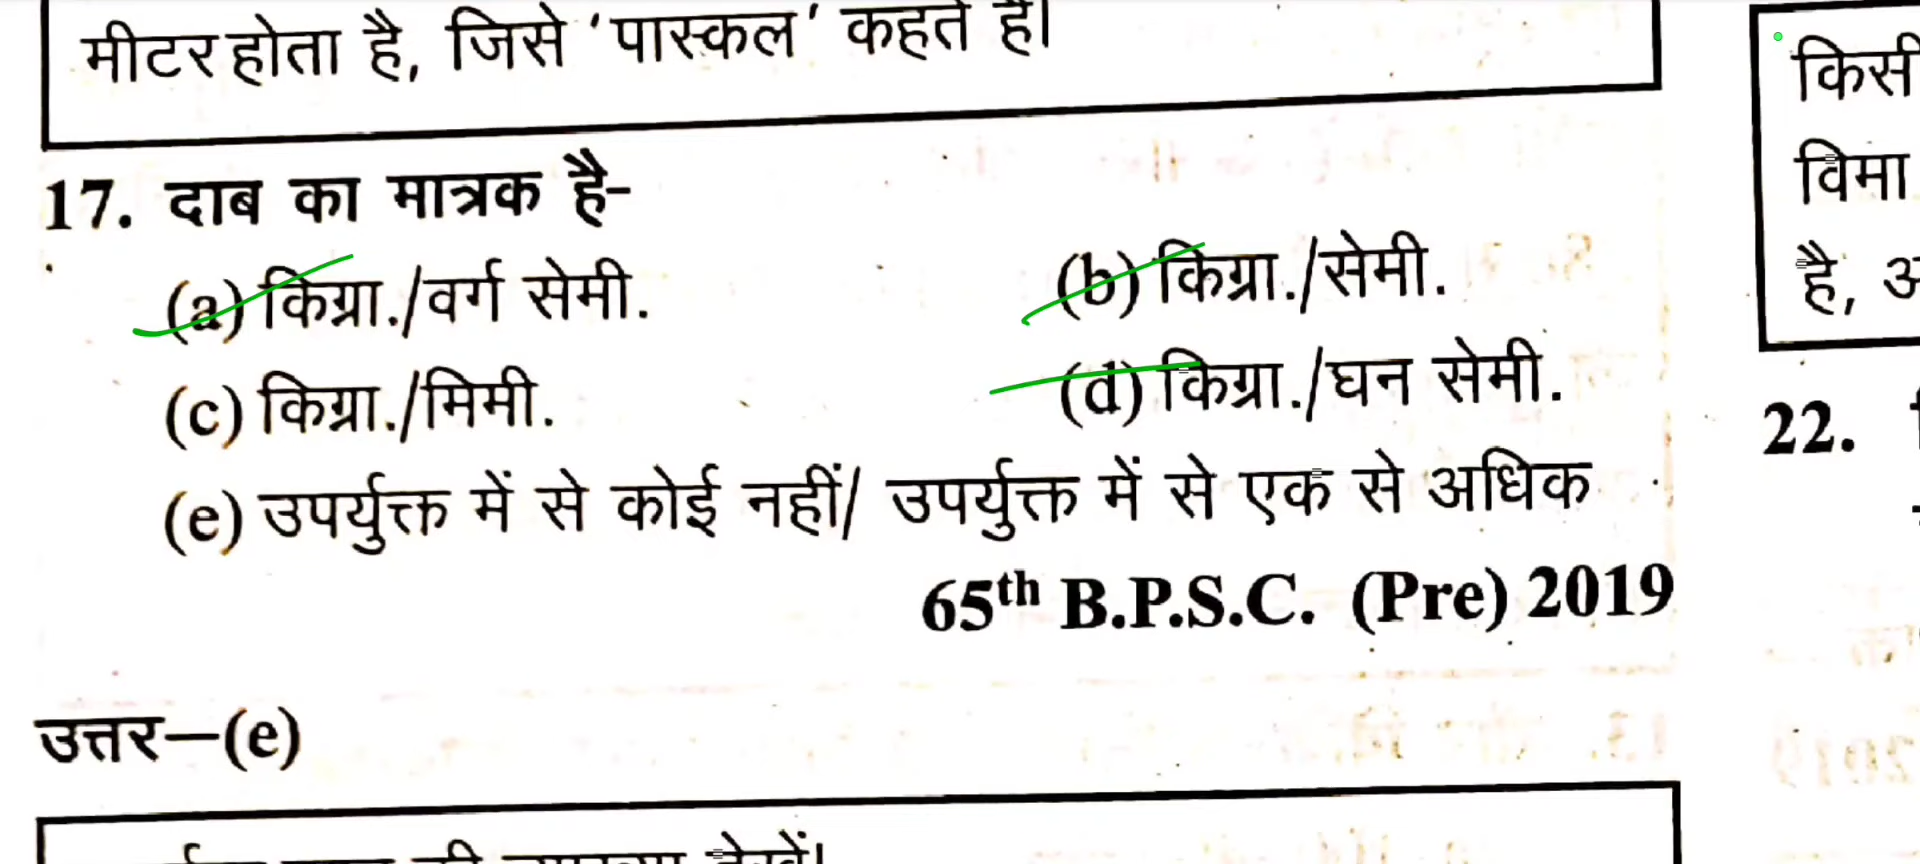 मीटर होता है, जिसे 'पास्कल' कहते हैं।
17. दाब का मात्रक है-
(a) किग्रा./वर्ग सेमी.
(b) किग्रा./सेमी.
(c) किग्रा./मिमी.
(d) किग्रा./घन सेमी.
(e) उपर्युक्त में से कोई नहीं/ उपर्युक्त में से एक से अधिक
65th B.P.S.C. (Pre) 2019
उत्तर—(e)
किसी
विमा
है,
22.